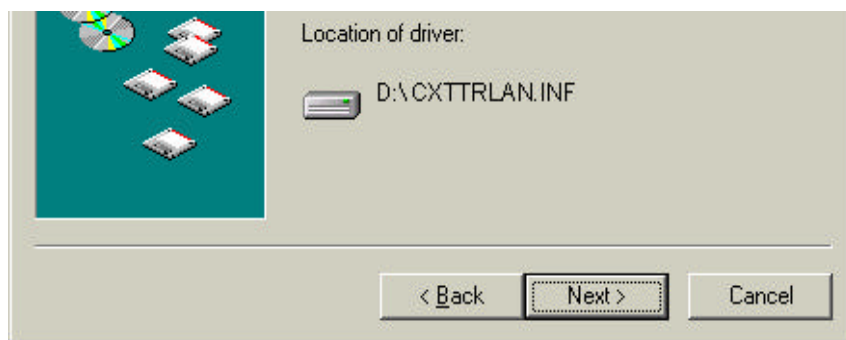 Location of driver:
D:\CXTTRLAN.INF
< Back Next > Cancel